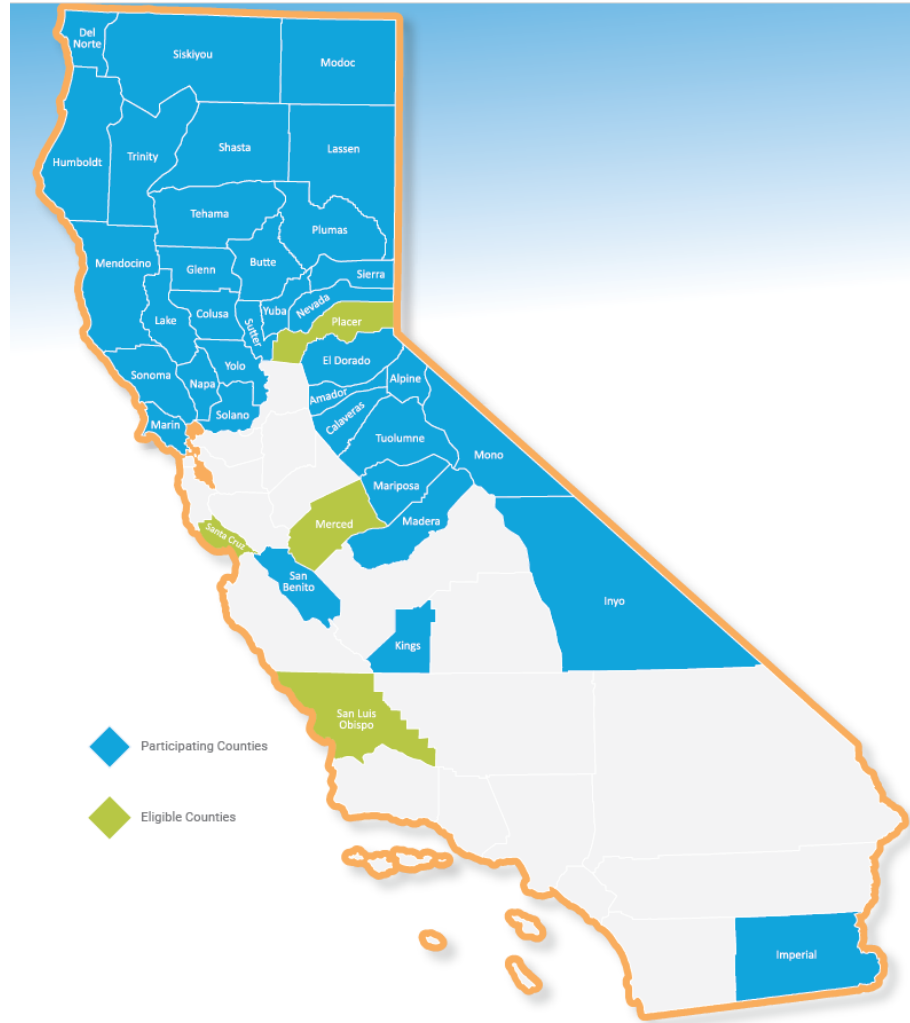 Del
Norte
Siskiyou
Modoc
Humboldt
Trinity
Shasta
Lassen
Tehama
Plumas
Mendocino
Glenn
Butte
Sierra
Lake
Colusa
Sutter
Yuba
Nevada
Placer
Sonoma
Napa
Yolo
El Dorado
Alpine
Marin
Solano
Amador
Calaveras
Tuolumne
Mono
Mariposa
Madera
Merced
Santa Cruz
San
Benito
Inyo
Kings
San Luis
Obispo
Participating Counties
Eligible Counties
Imperial